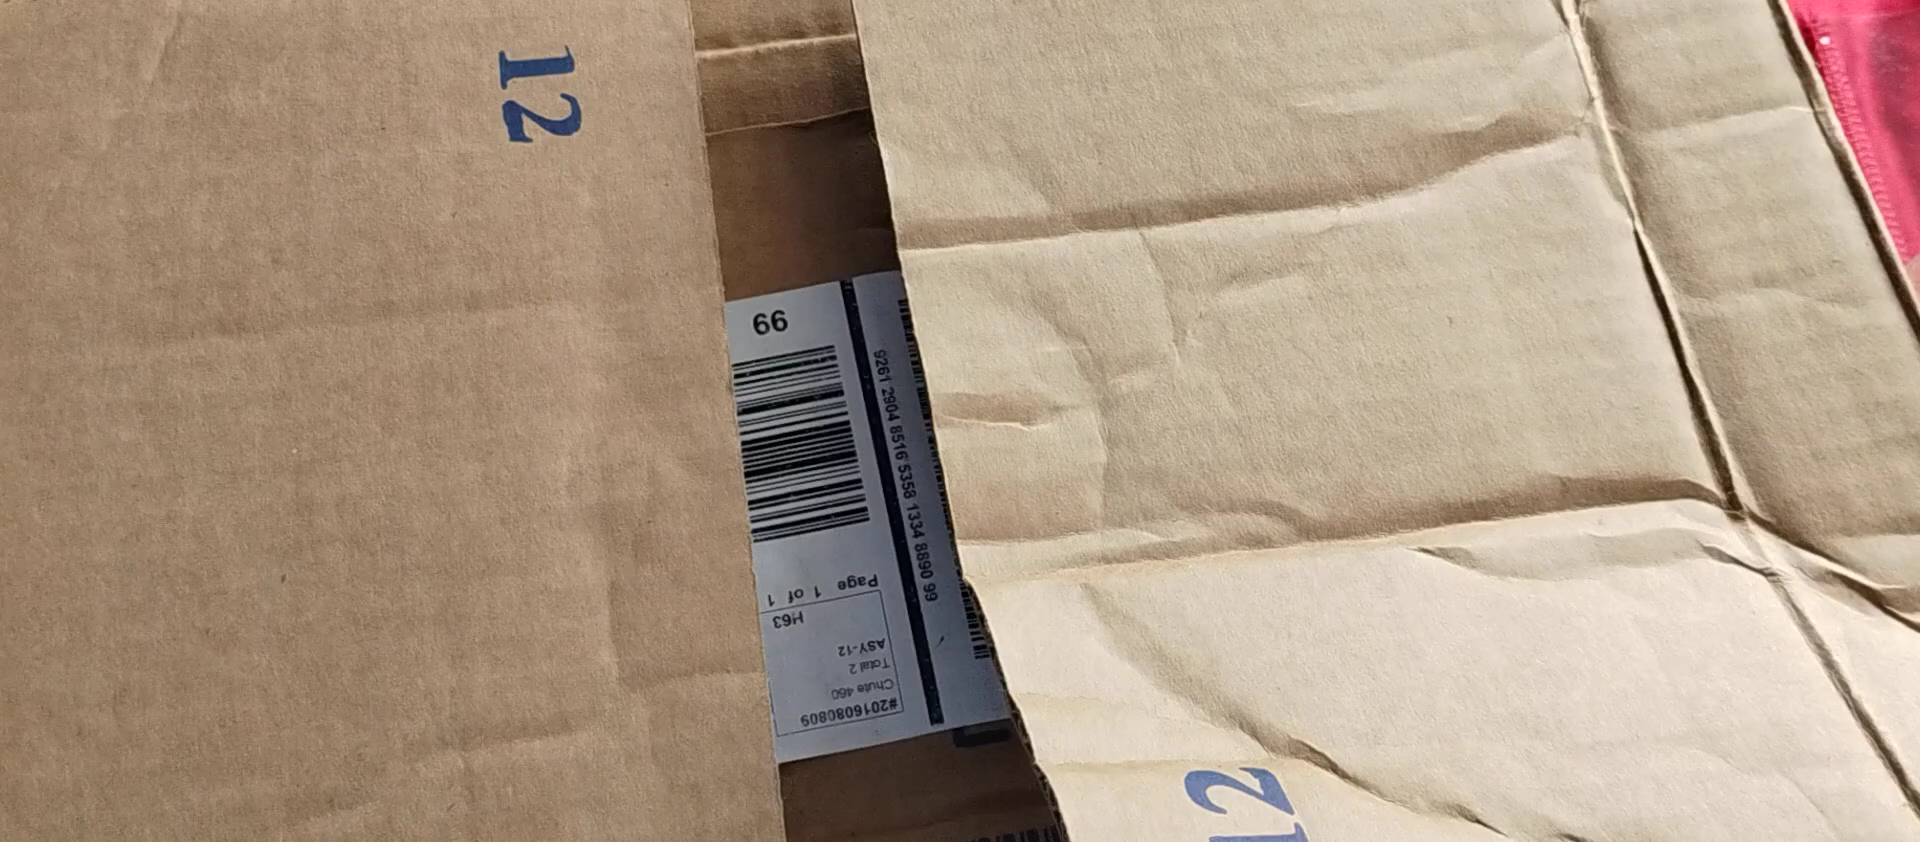 12
99
9261 2904 8516 5358 1334 8890 99
Page 1 of 1
H63
ASY-12
Total 2
Chute 460
#2016080809
12